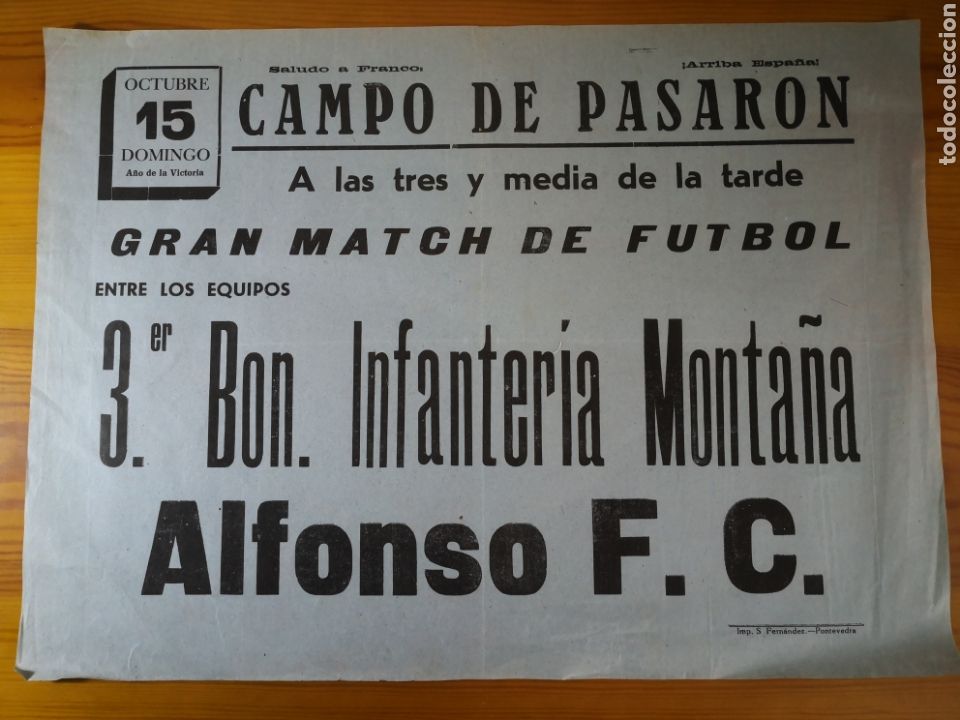 Saludo a Franco: ¡Arriba España!
OCTUBRE
15
DOMINGO
Año de la Victoria
CAMPO DE PASARON
A las tres y media de la tarde
GRAN MATCH DE FUTBOL
ENTRE LOS EQUIPOS
3.er Bon. Infantería Montaña
Alfonso F. C.
Imp. S. Fernández.—Pontevedra
todocoleccion